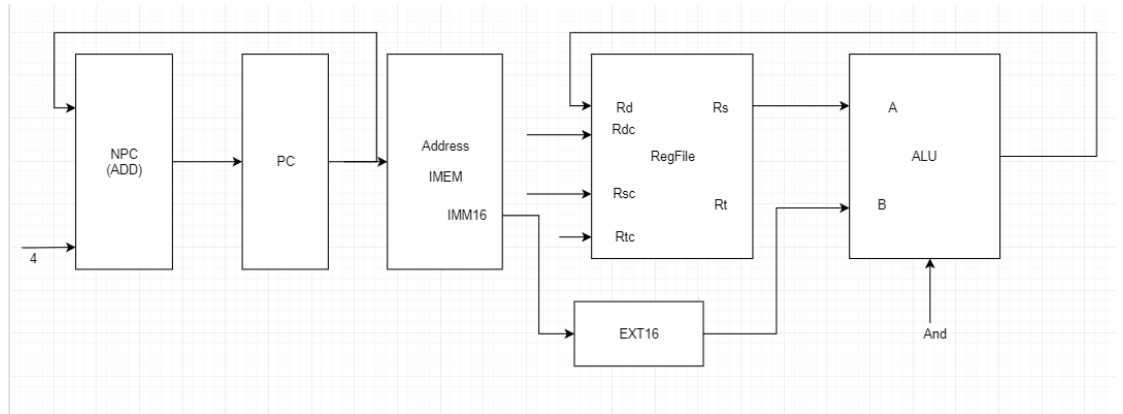 NPC
(ADD)
4
PC
Address
IMEM
IMM16
Rd
Rs
Rdc
RegFile
Rsc
Rt
Rtc
EXT16
A
ALU
B
And